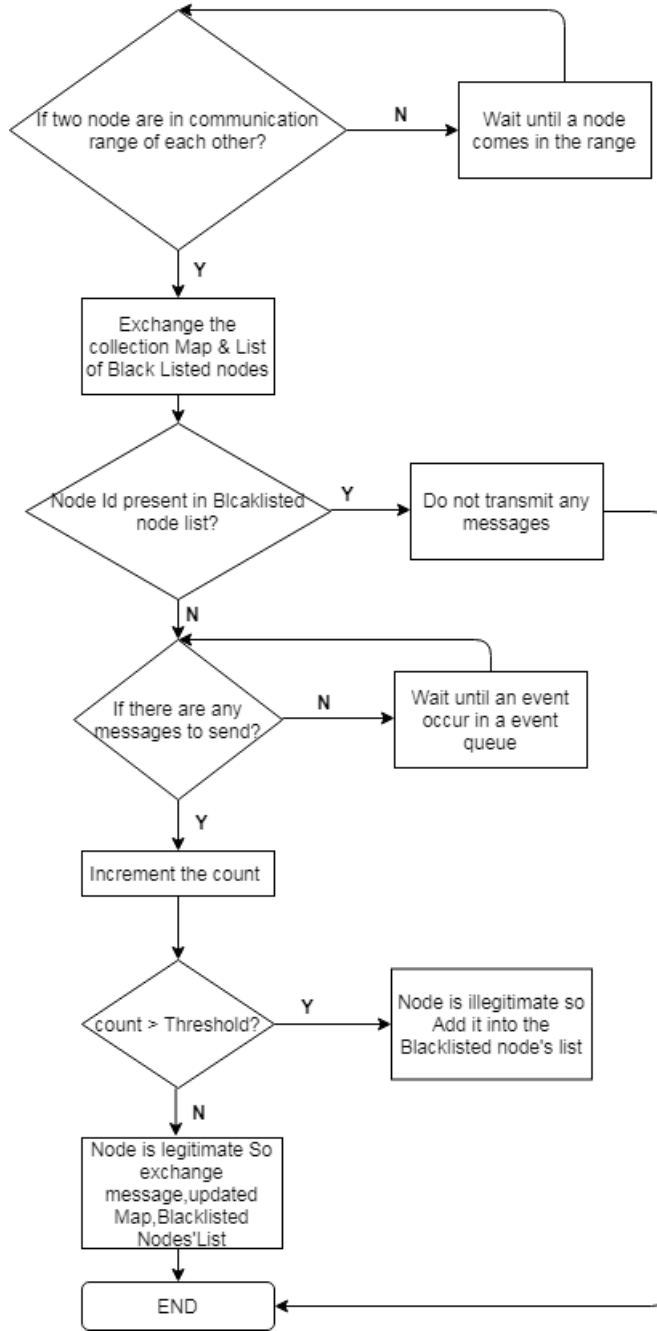 If two node are in communication
range of each other?
N
Wait until a node
comes in the range
Y
Exchange the
collection Map & List
of Black Listed nodes
Node Id present in Blcaklisted
node list?
Y
Do not transmit any
messages
N
If there are any
messages to send?
N
Wait until an event
occur in a event
queue
Y
Increment the count
count > Threshold?
Y
Node is illegitimate so
Add it into the
Blacklisted node's list
N
Node is legitimate So
exchange
message,updated
Map,Blacklisted
Nodes'List
END